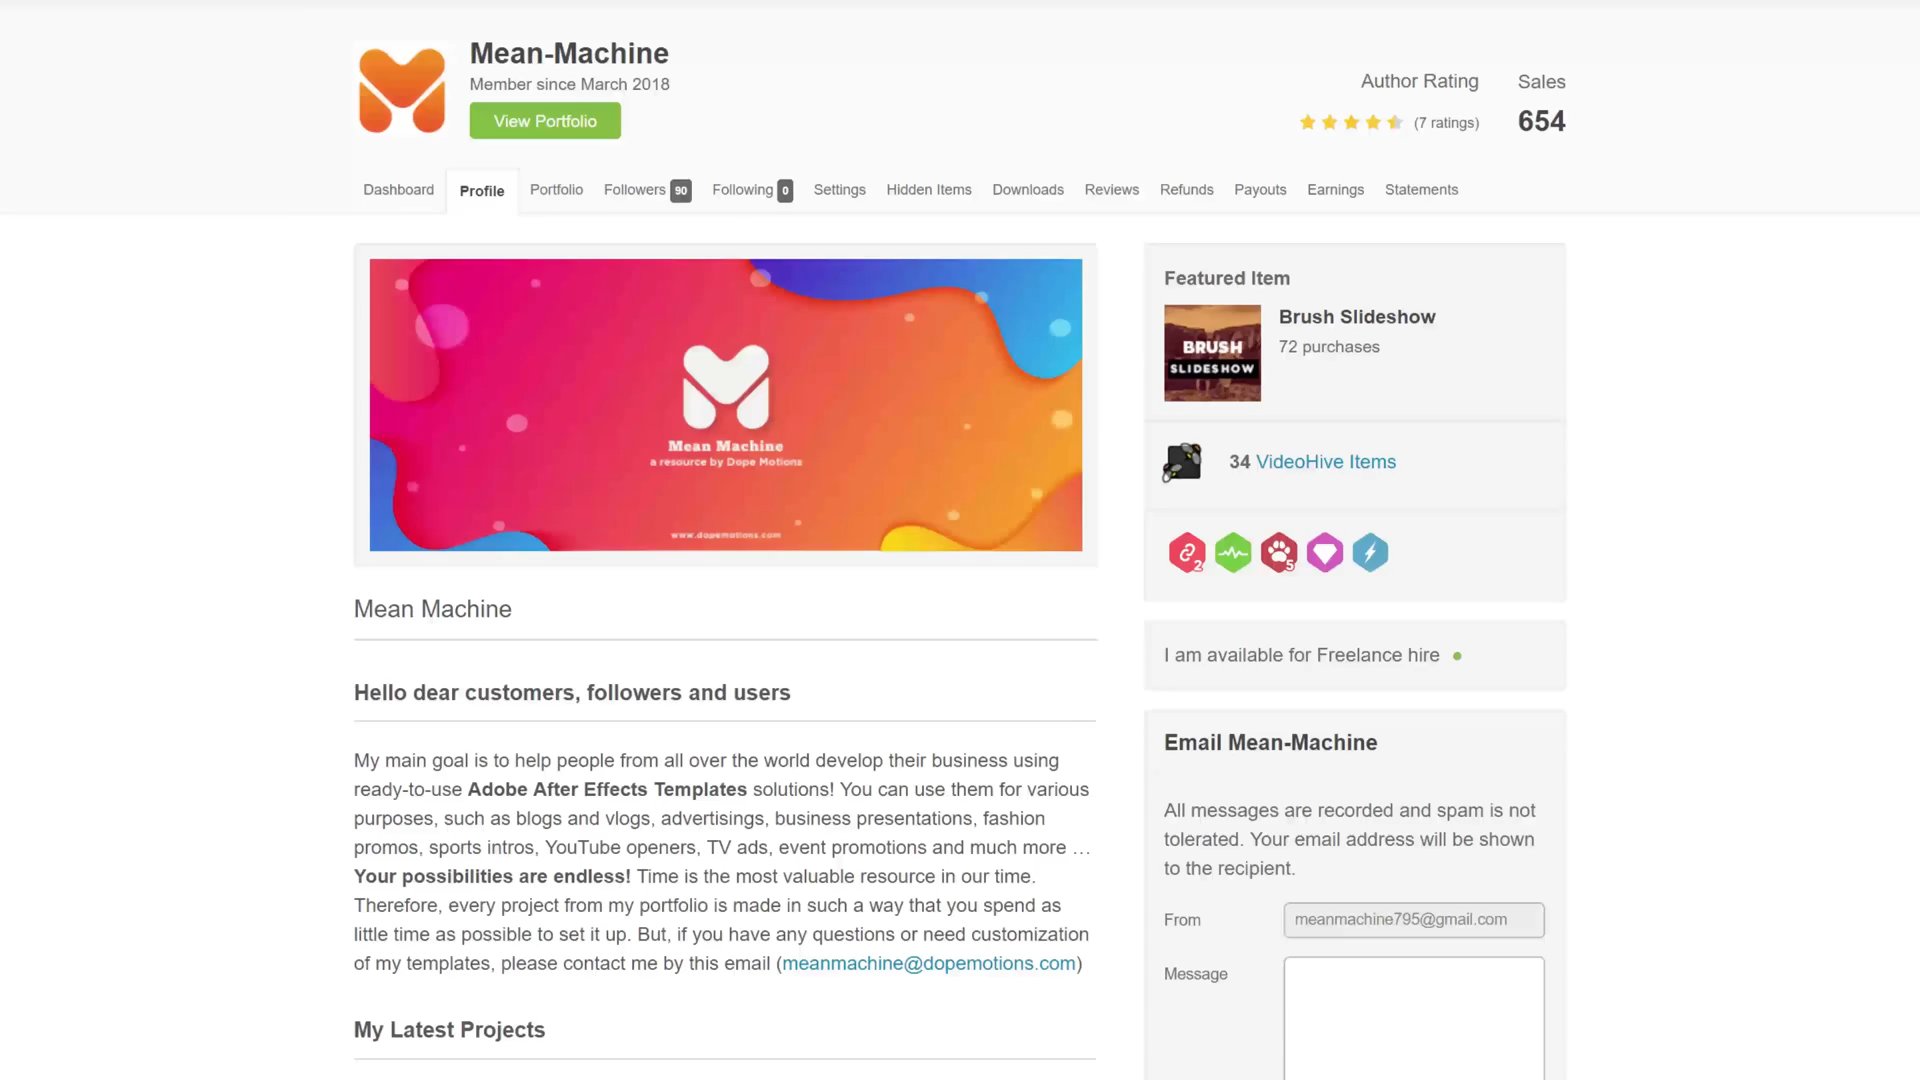 Mean-Machine
Member since March 2018
View Portfolio
Author Rating
(7 ratings)
Sales
654
Dashboard
Profile
Portfolio
Followers 90
Following 0
Settings
Hidden Items
Downloads
Reviews
Refunds
Payouts
Earnings
Statements
Mean Machine
a resource by Dope Motions
www.dopemotions.com
Mean Machine
Hello dear customers, followers and users
My main goal is to help people from all over the world develop their business using
ready-to-use Adobe After Effects Templates solutions! You can use them for various
purposes, such as blogs and vlogs, advertisings, business presentations, fashion
promos, sports intros, YouTube openers, TV ads, event promotions and much more …
Your possibilities are endless! Time is the most valuable resource in our time.
Therefore, every project from my portfolio is made in such a way that you spend as
little time as possible to set it up. But, if you have any questions or need customization
of my templates, please contact me by this email (meanmachine@dopemotions.com)
My Latest Projects
Featured Item
BRUSH
SLIDESHOW
Brush Slideshow
72 purchases
34 VideoHive Items
2
5
I am available for Freelance hire
Email Mean-Machine
All messages are recorded and spam is not
tolerated. Your email address will be shown
to the recipient.
From
meanmachine795@gmail.com
Message